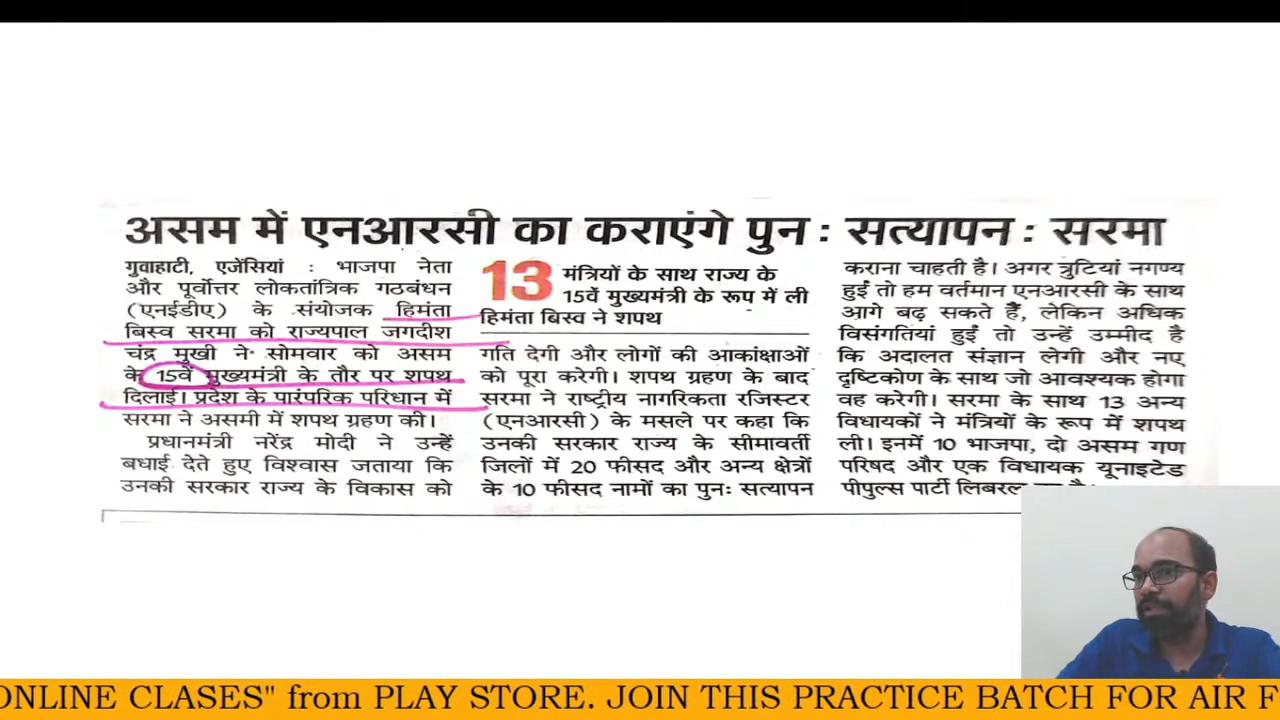 असम में एनआरसी का कराएंगे पुन : सत्यापन : सरमा
गुवाहाटी, एजेंसियां : भाजपा नेता
और पूर्वोत्तर लोकतांत्रिक गठबंधन
(एनईडीए) के संयोजक हिमंता
बिस्व सरमा को राज्यपाल जगदीश
चंद्र मुखी ने सोमवार को असम
के 15वें मुख्यमंत्री के तौर पर शपथ
दिलाई। प्रदेश के पारंपरिक परिधान में
सरमा ने असमी में शपथ ग्रहण की।
प्रधानमंत्री नरेंद्र मोदी ने उन्हें
बधाई देते हुए विश्वास जताया कि
उनकी सरकार राज्य के विकास को
13 मंत्रियों के साथ राज्य के
15वें मुख्यमंत्री के रूप में ली
हिमंता बिस्व ने शपथ
गति देगी और लोगों की आकांक्षाओं
को पूरा करेगी। शपथ ग्रहण के बाद
सरमा ने राष्ट्रीय नागरिकता रजिस्टर
(एनआरसी) के मसले पर कहा कि
उनकी सरकार राज्य के सीमावर्ती
जिलों में 20 फीसद और अन्य क्षेत्रों
के 10 फीसद नामों का पुनः सत्यापन
कराना चाहती है। अगर त्रुटियां नगण्य
हुईं तो हम वर्तमान एनआरसी के साथ
आगे बढ़ सकते हैं, लेकिन अधिक
विसंगतियां हुईं तो उन्हें उम्मीद है
कि अदालत संज्ञान लेगी और नए
दृष्टिकोण के साथ जो आवश्यक होगा
वह करेगी। सरमा के साथ 13 अन्य
विधायकों ने मंत्रियों के रूप में शपथ
ली। इनमें 10 भाजपा, दो असम गण
परिषद और एक विधायक यूनाइटेड
पीपुल्स पार्टी लिबरल
ONLINE CLASES" from PLAY STORE. JOIN THIS PRACTICE BATCH FOR AIR F